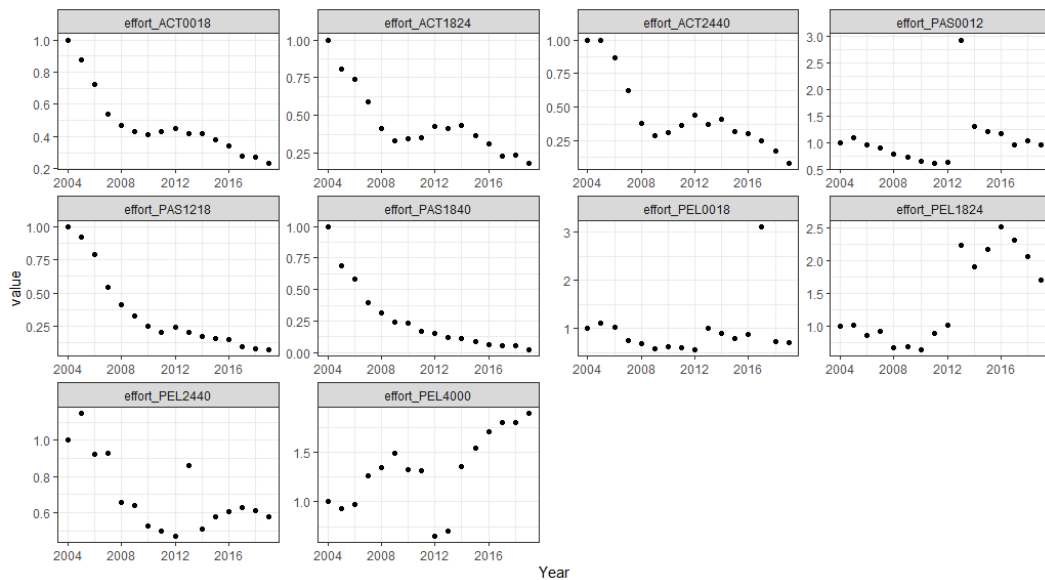 effort_ACT0018 effort_ACT1824 effort_ACT2440 effort_PAS0012
1.0 0.8 0.6 0.4 0.2
1.00 0.75 0.50 0.25
1.00 0.75 0.50 0.25
3.0 2.5 2.0 1.5 1.0 0.5
2004 2008 2012 2016 2004 2008 2012 2016 2004 2008 2012 2016 2004 2008 2012 2016
effort_PAS1218 effort_PAS1840 effort_PEL0018 effort_PEL1824
1.00 0.75 0.50 0.25
1.00 0.75 0.50 0.25 0.00
3 2 1
2.5 2.0 1.5 1.0
2004 2008 2012 2016 2004 2008 2012 2016 2004 2008 2012 2016 2004 2008 2012 2016
effort_PEL2440 effort_PEL4000
1.0 0.8 0.6
1.5 1.0
2004 2008 2012 2016 2004 2008 2012 2016
value
Year